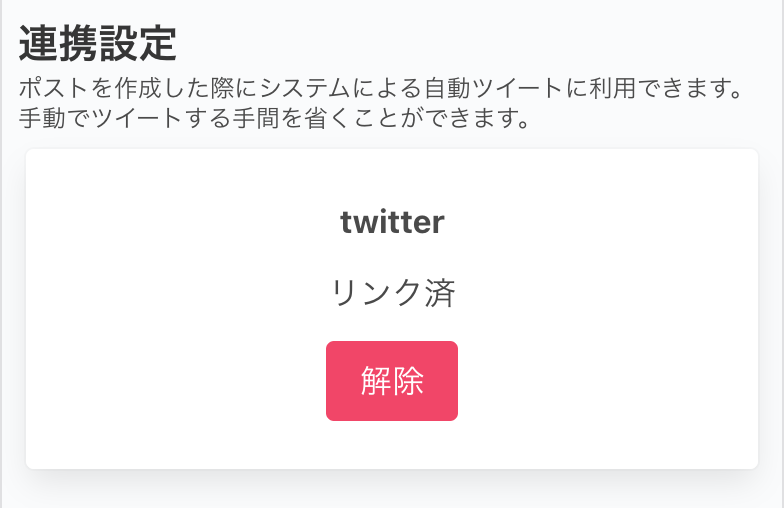 連携設定
ポストを作成した際にシステムによる自動ツイートに利用できます。
手動でツイートする手間を省くことができます。
twitter
リンク済
解除